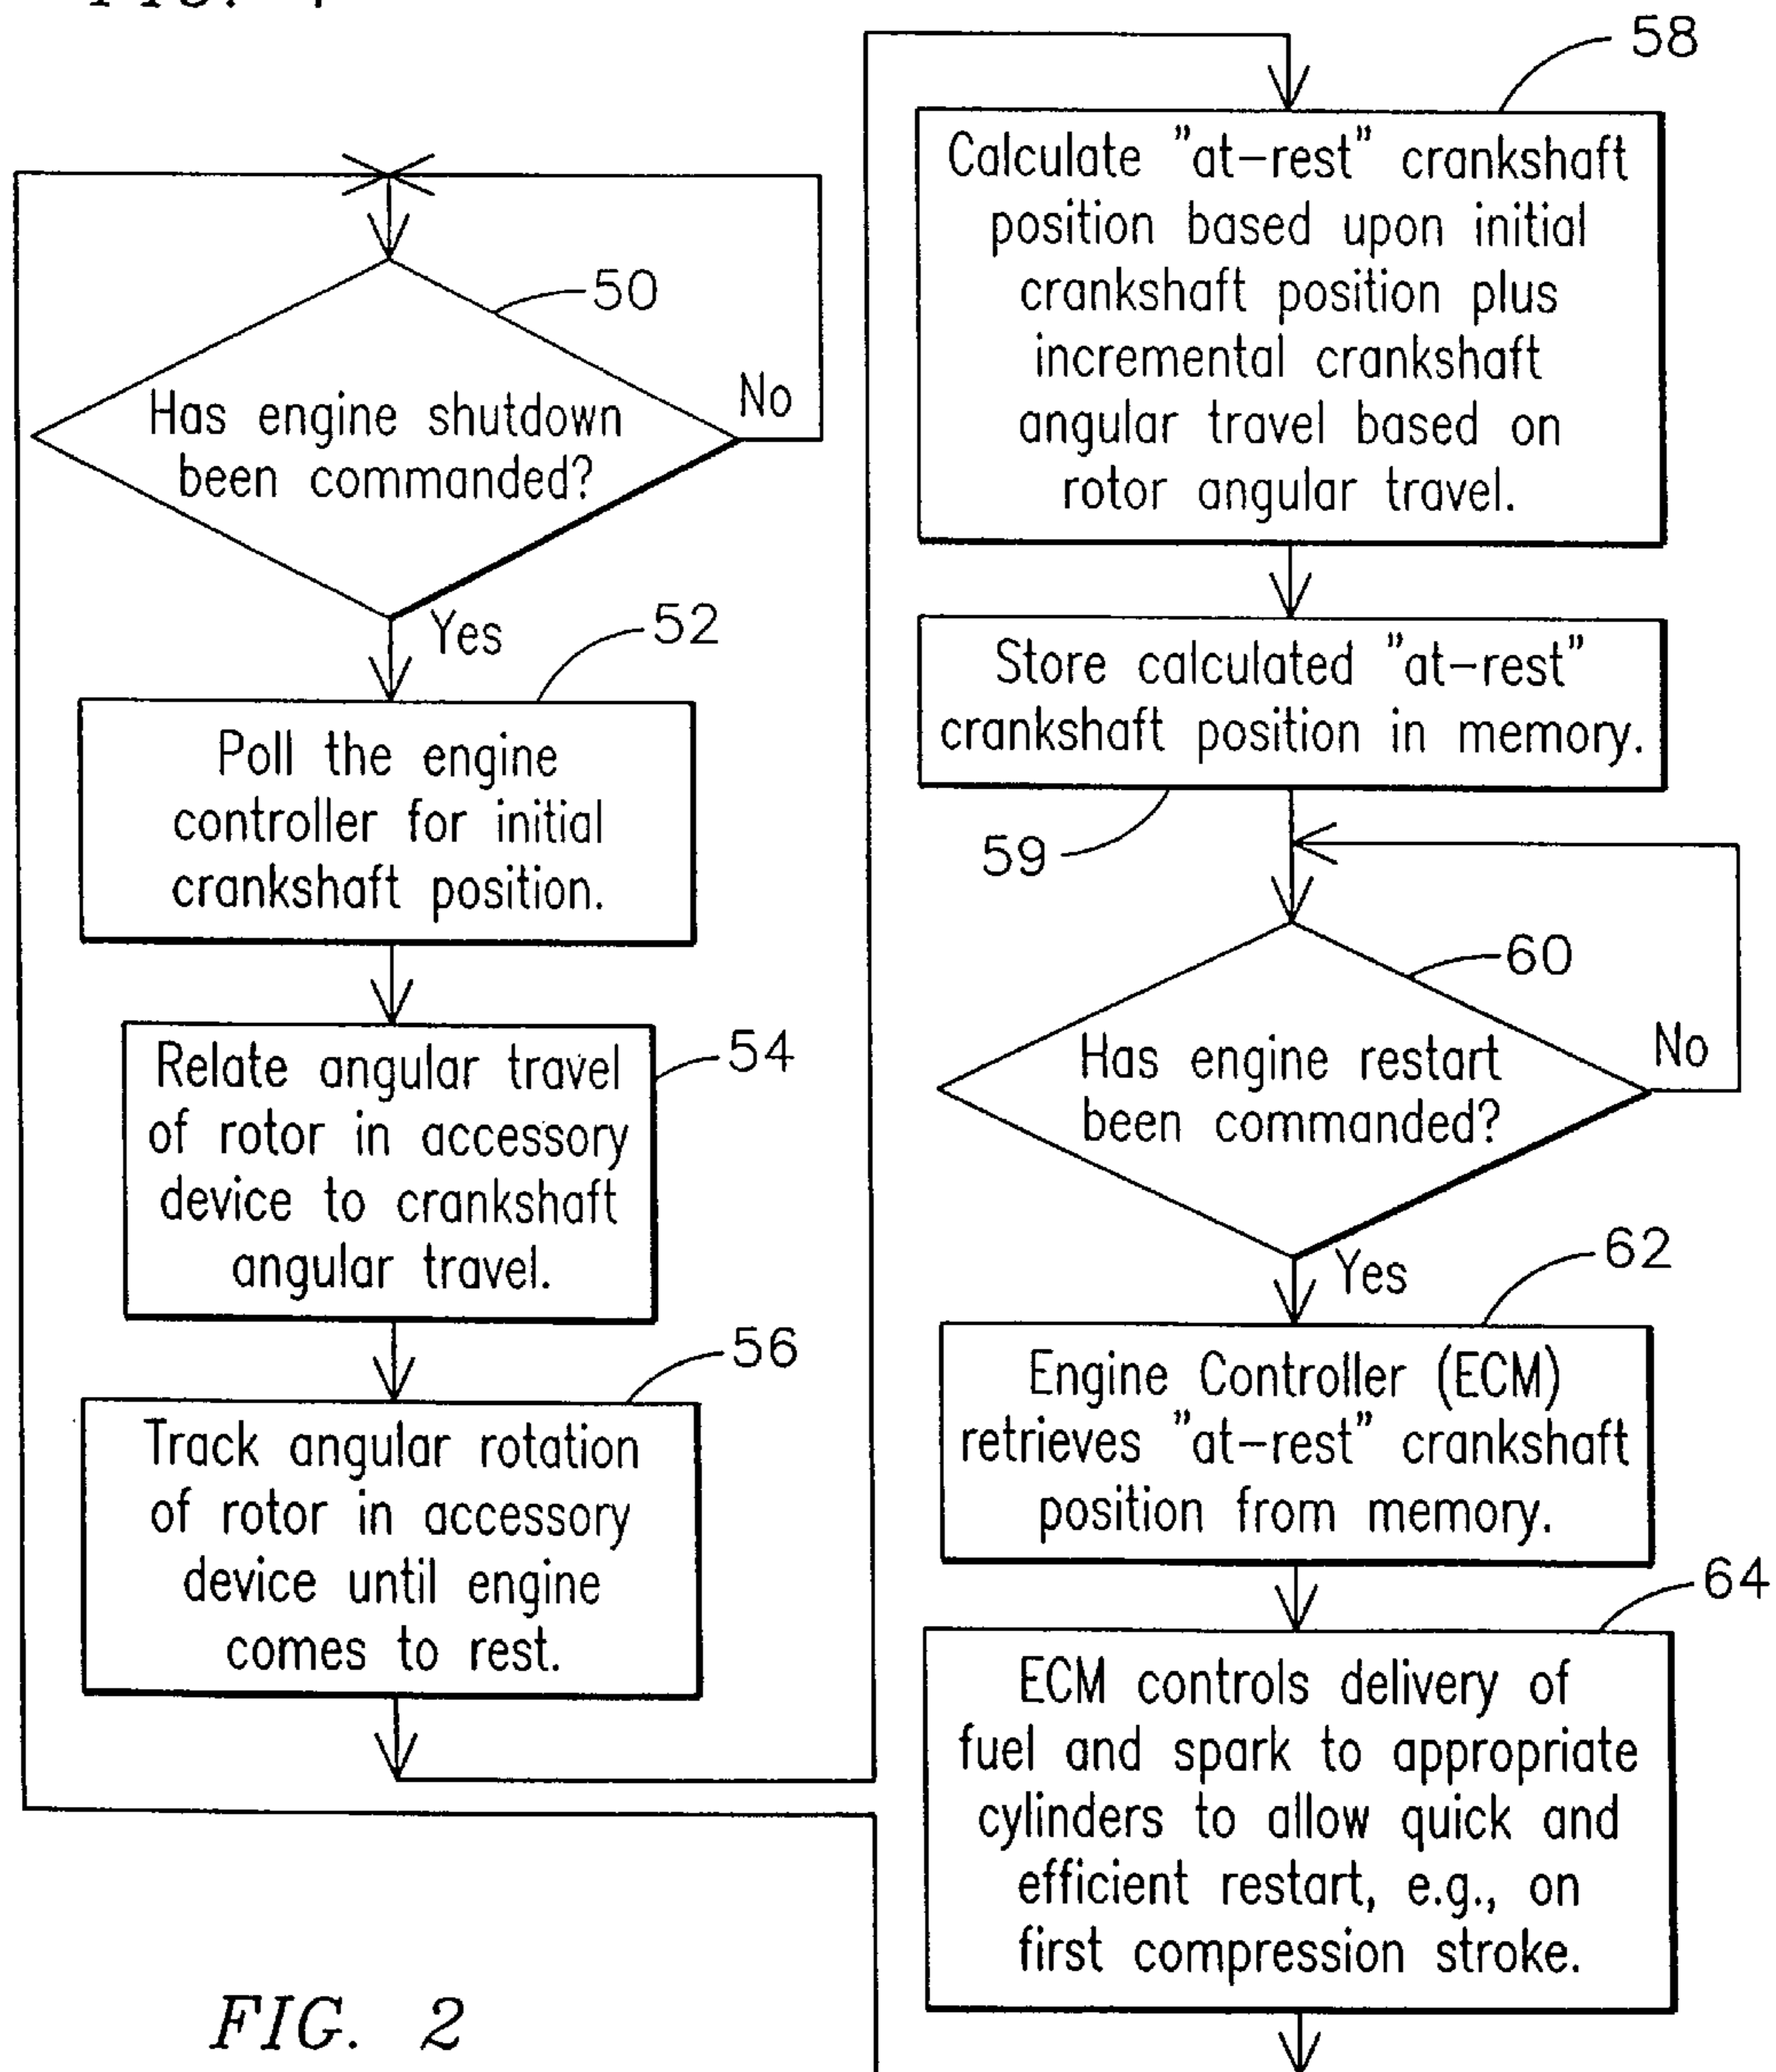 50
Has engine shutdown
been commanded?
No
Yes
52
Poll the engine
controller for initial
crankshaft position.
54
Relate angular travel
of rotor in accessory
device to crankshaft
angular travel.
56
Track angular rotation
of rotor in accessory
device until engine
comes to rest.
58
Calculate "at-rest" crankshaft
position based upon initial
crankshaft position plus
incremental crankshaft
angular travel based on
rotor angular travel.
Store calculated "at-rest"
crankshaft position in memory.
59
60
Has engine restart
been commanded?
No
Yes
62
Engine Controller (ECM)
retrieves "at-rest" crankshaft
position from memory.
64
ECM controls delivery of
fuel and spark to appropriate
cylinders to allow quick and
efficient restart, e.g., on
first compression stroke.
FIG. 2